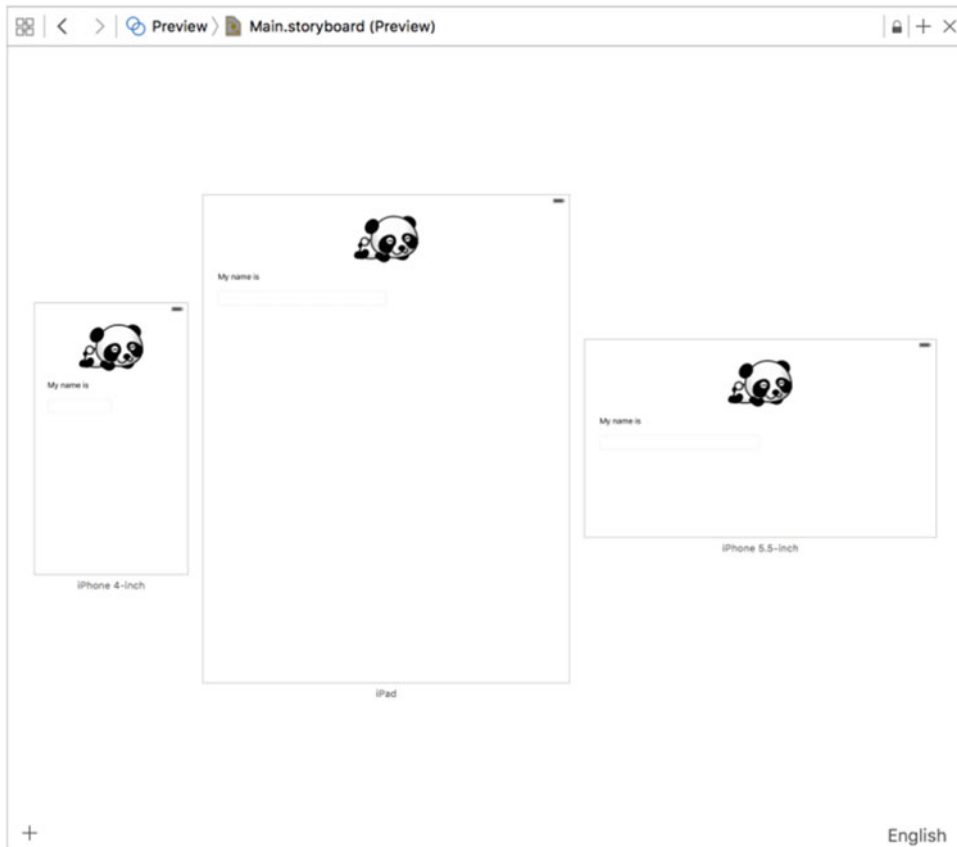 Preview
Main.storyboard (Preview)
My name is
My name is
My name is
iPhone 5.5-inch
iPhone 4-inch
iPad
English